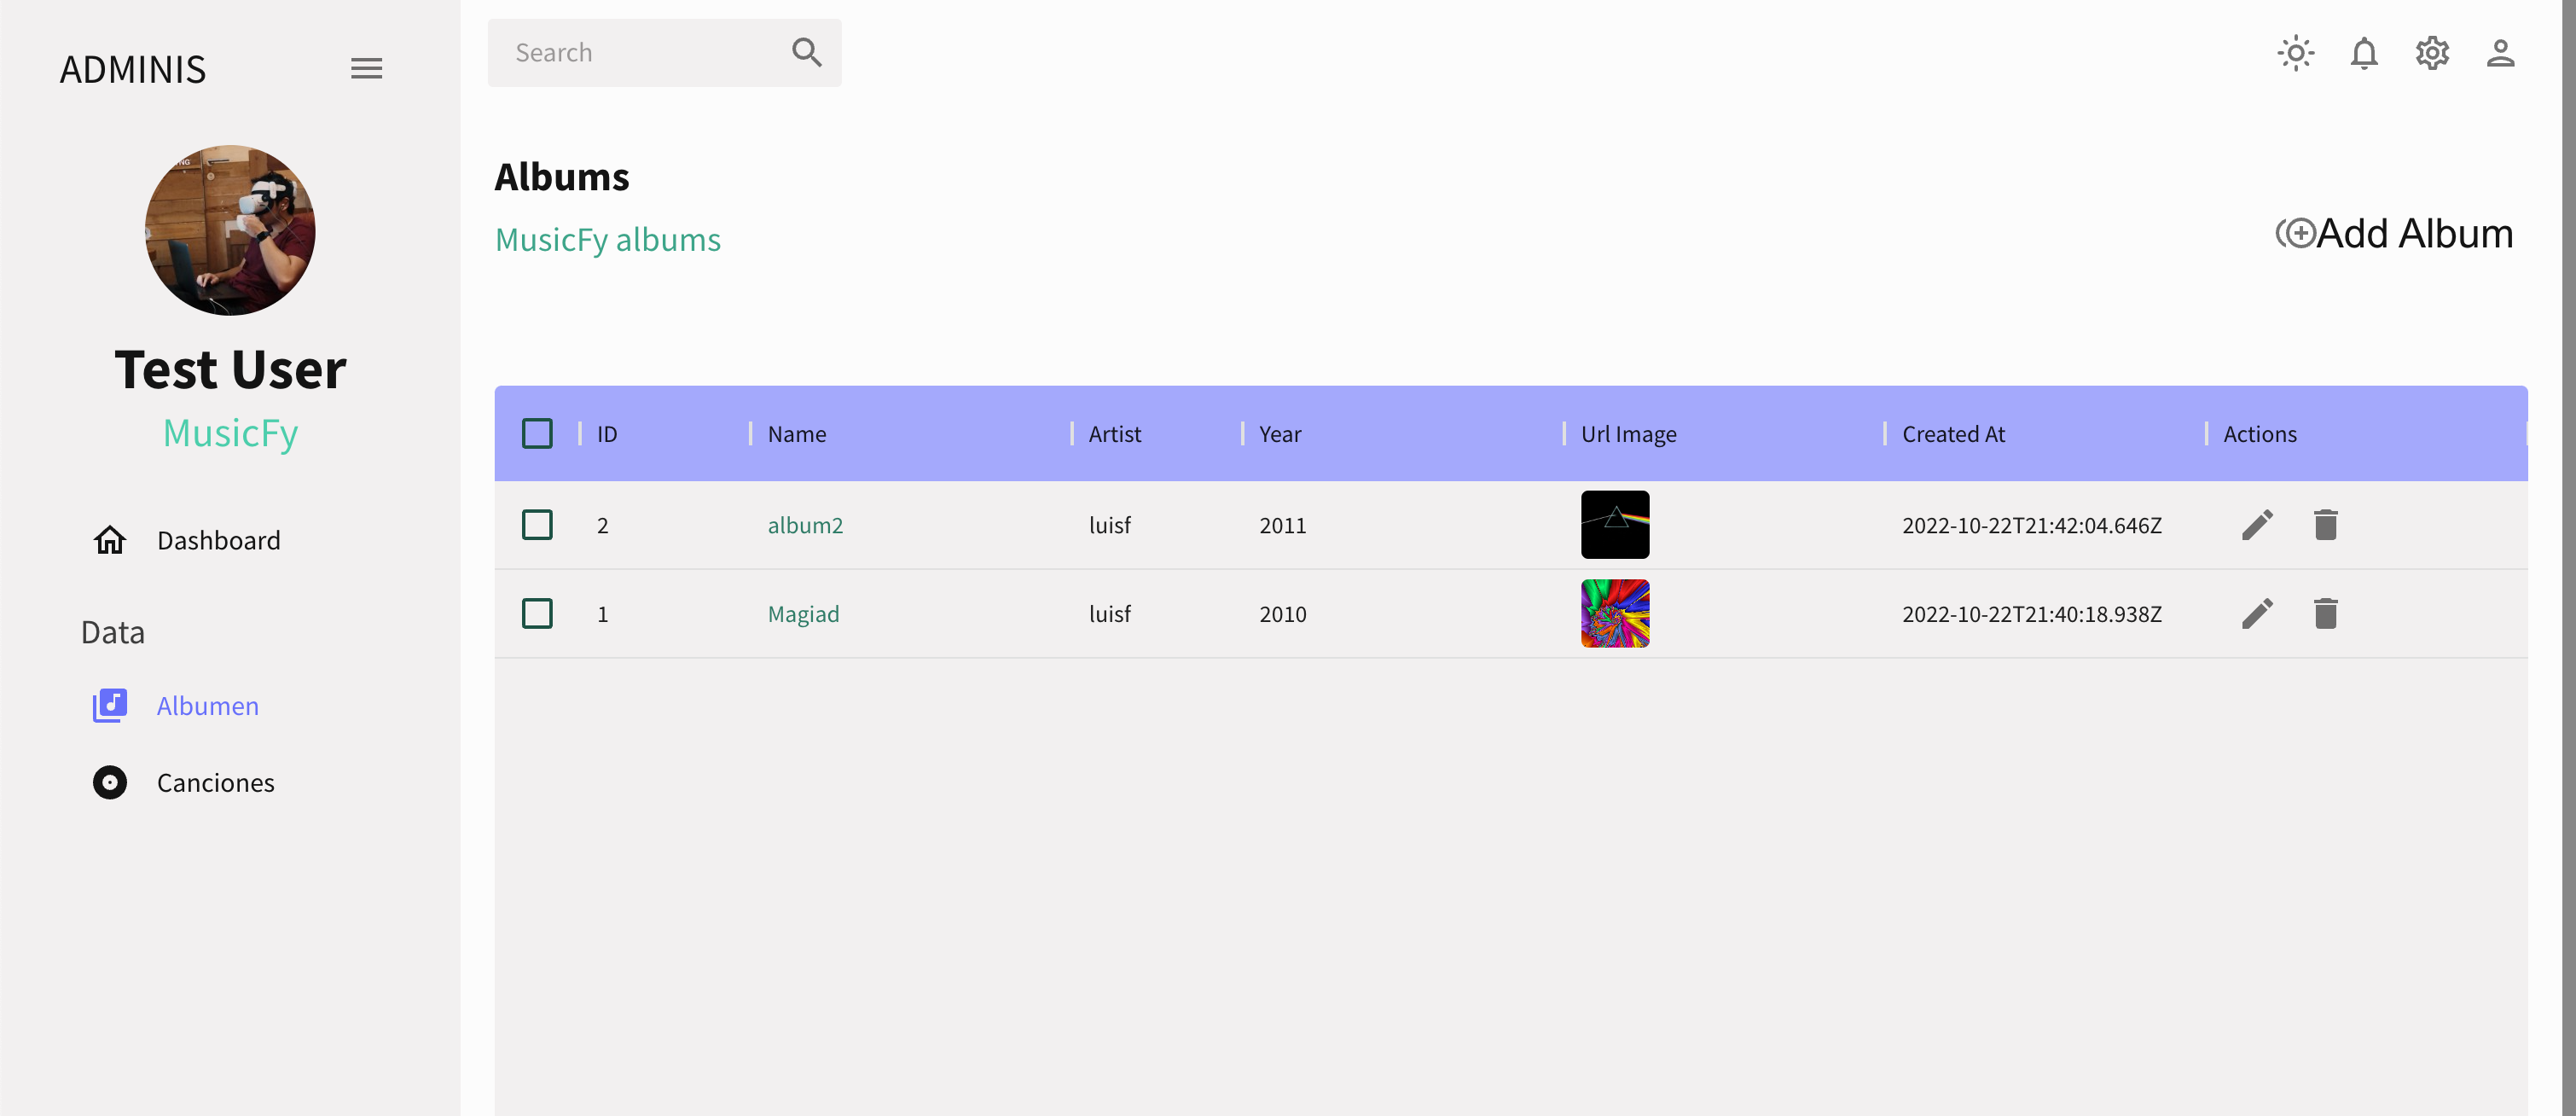 ADMINIS
Search
Test User
MusicFy
Dashboard
Data
Albumen
Canciones
Albums
MusicFy albums
Add Album
ID Name Artist Year Url Image Created At Actions
2 album2 luisf 2011 2022-10-22T21:42:04.646Z
1 Magiad luisf 2010 2022-10-22T21:40:18.938Z